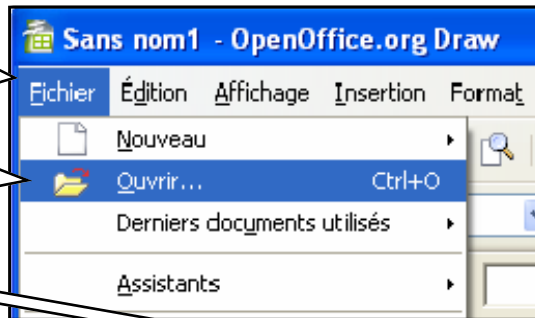 Sans nom1 - OpenOffice.org Draw
Fichier Édition Affichage Insertion Format
Nouveau
Ouvrir... Ctrl+O
Derniers documents utilisés
Assistants